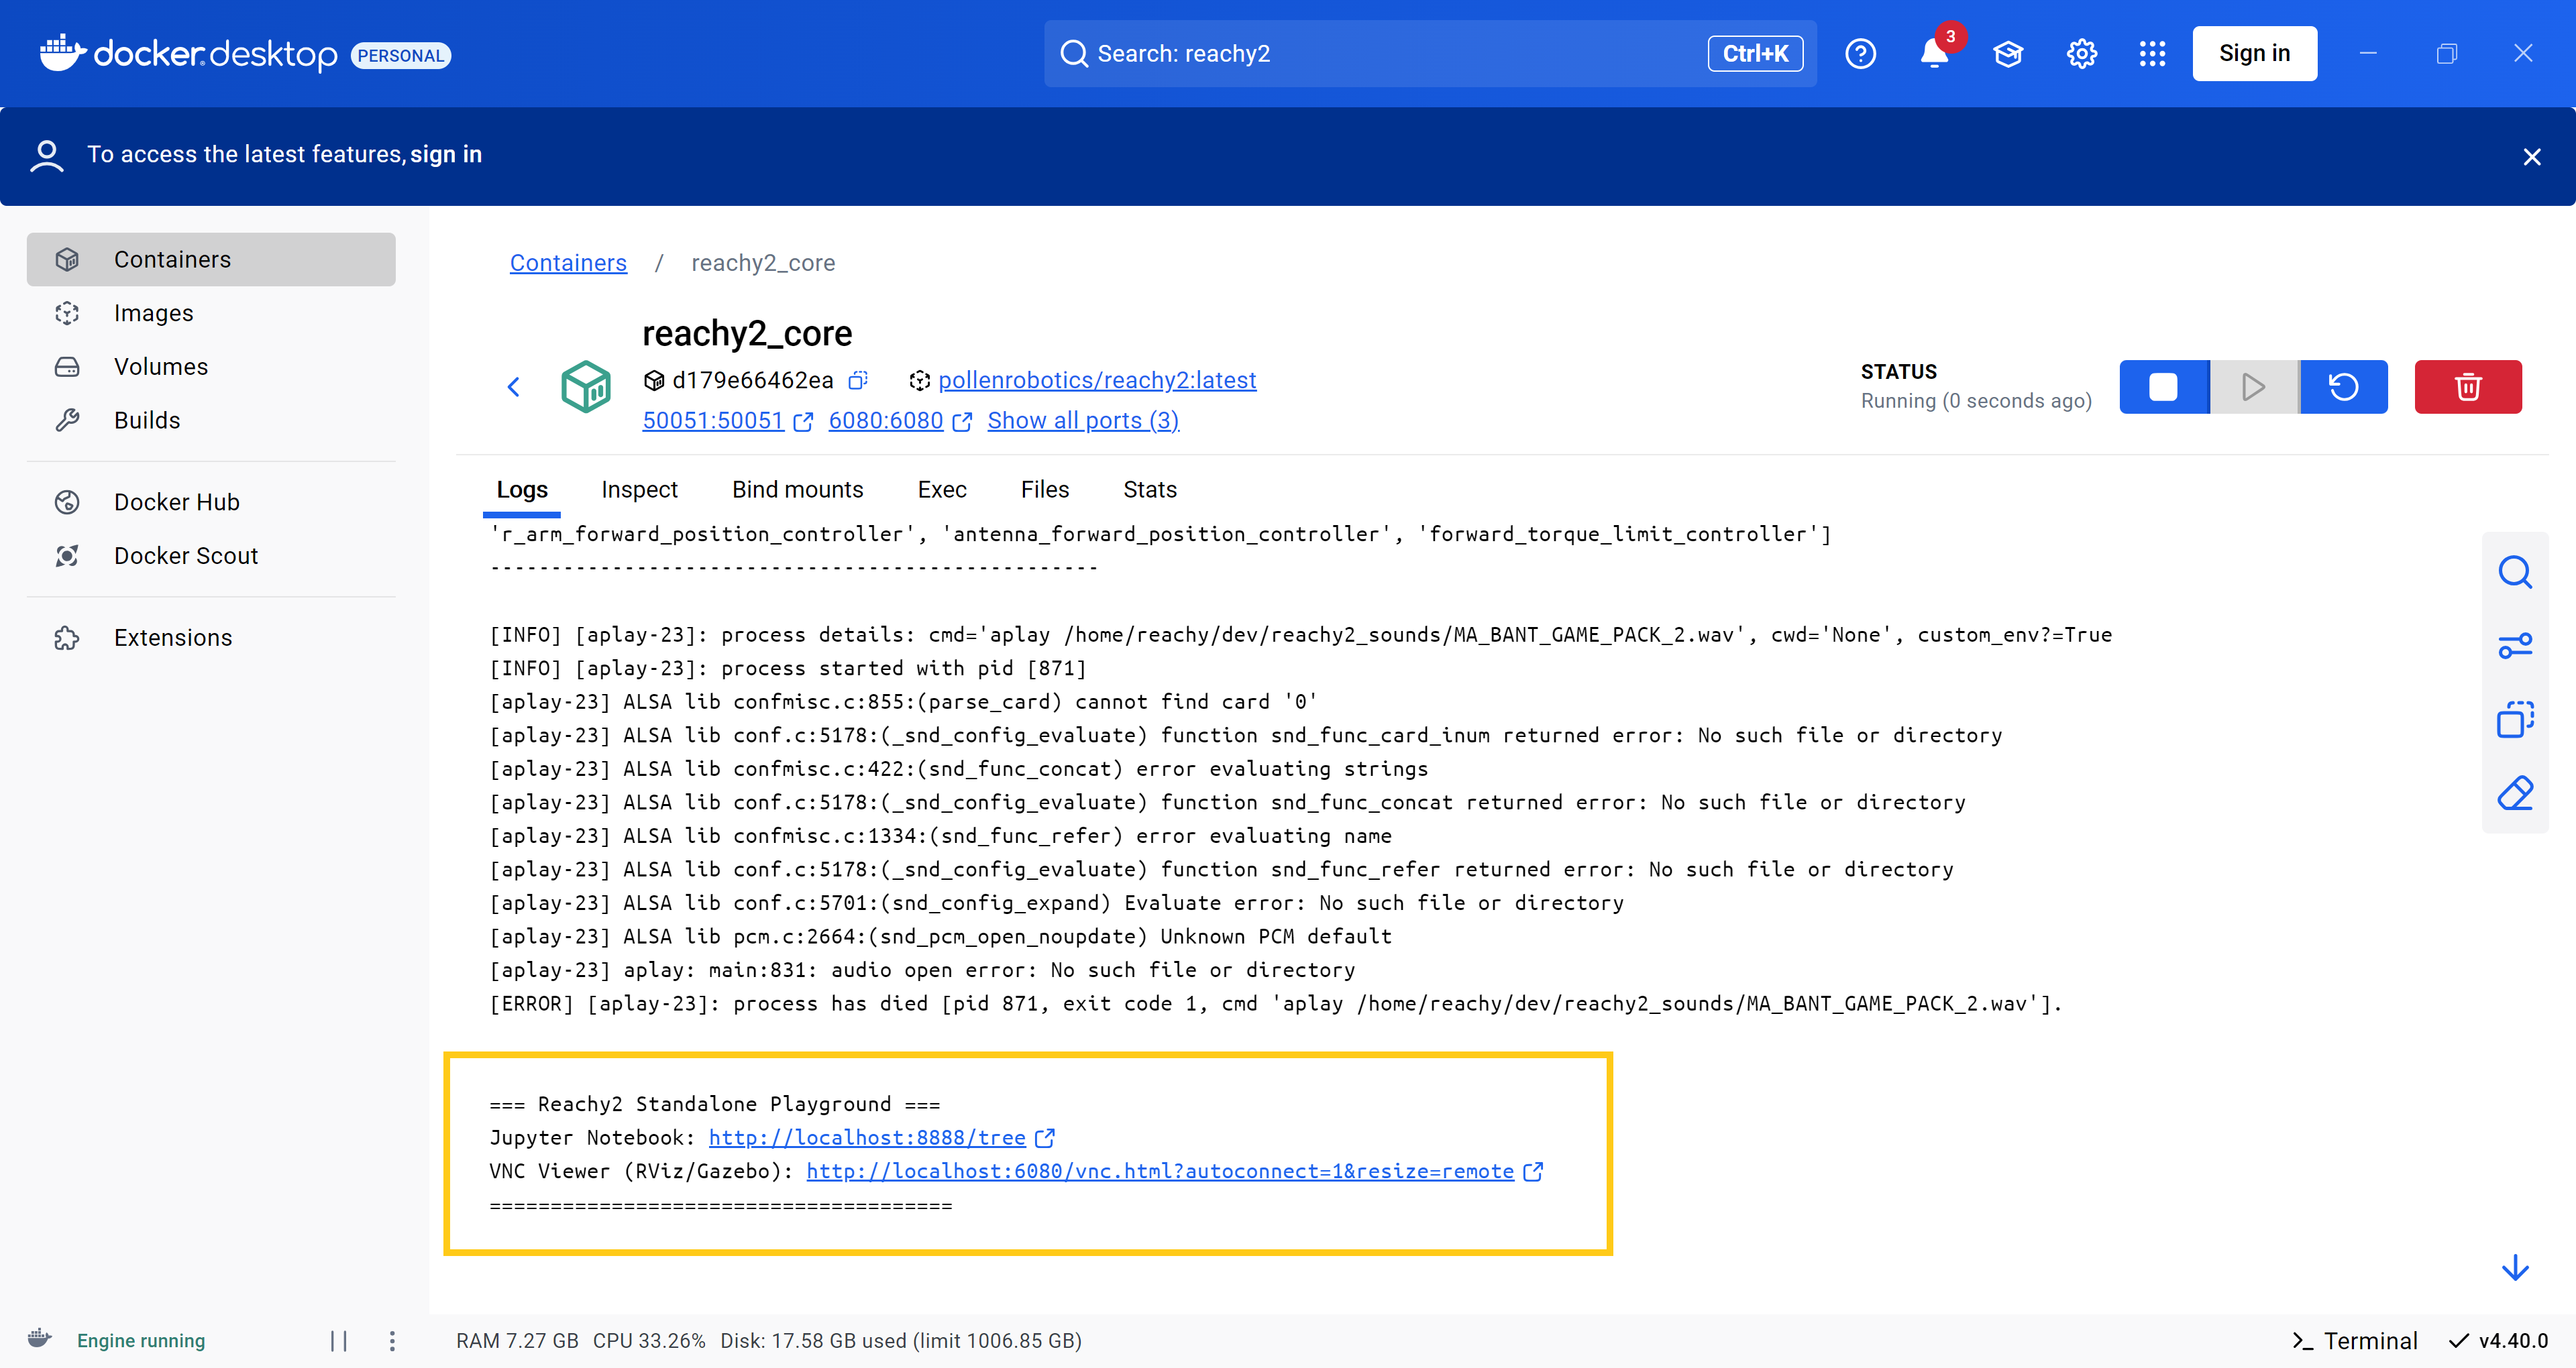 docker desktop PERSONAL
Search: reachy2
Ctrl+K
3
Sign in
To access the latest features, sign in
Containers
Images
Volumes
Builds
Docker Hub
Docker Scout
Extensions
Containers / reachy2_core
reachy2_core
d179e66462ea pollenrobotics/reachy2:latest
50051:50051 6080:6080 Show all ports (3)
STATUS
Running (0 seconds ago)
Logs Inspect Bind mounts Exec Files Stats
'r_arm_forward_position_controller', 'antenna_forward_position_controller', 'forward_torque_limit_controller']
--------------------------------------------------
[INFO] [aplay-23]: process details: cmd='aplay /home/reachy/dev/reachy2_sounds/MA_BANT_GAME_PACK_2.wav', cwd='None', custom_env?=True
[INFO] [aplay-23]: process started with pid [871]
[aplay-23] ALSA lib confmisc.c:855:(parse_card) cannot find card '0'
[aplay-23] ALSA lib conf.c:5178:(_snd_config_evaluate) function snd_func_card_inum returned error: No such file or directory
[aplay-23] ALSA lib confmisc.c:422:(snd_func_concat) error evaluating strings
[aplay-23] ALSA lib conf.c:5178:(_snd_config_evaluate) function snd_func_concat returned error: No such file or directory
[aplay-23] ALSA lib confmisc.c:1334:(snd_func_refer) error evaluating name
[aplay-23] ALSA lib conf.c:5178:(_snd_config_evaluate) function snd_func_refer returned error: No such file or directory
[aplay-23] ALSA lib conf.c:5701:(snd_config_expand) Evaluate error: No such file or directory
[aplay-23] ALSA lib pcm.c:2664:(snd_pcm_open_noupdate) Unknown PCM default
[aplay-23] aplay: main:831: audio open error: No such file or directory
[ERROR] [aplay-23]: process has died [pid 871, exit code 1, cmd 'aplay /home/reachy/dev/reachy2_sounds/MA_BANT_GAME_PACK_2.wav'].
=== Reachy2 Standalone Playground ===
Jupyter Notebook: http://localhost:8888/tree
VNC Viewer (RViz/Gazebo): http://localhost:6080/vnc.html?autoconnect=1&resize=remote
======================================
Engine running
RAM 7.27 GB CPU 33.26% Disk: 17.58 GB used (limit 1006.85 GB)
Terminal
v4.40.0